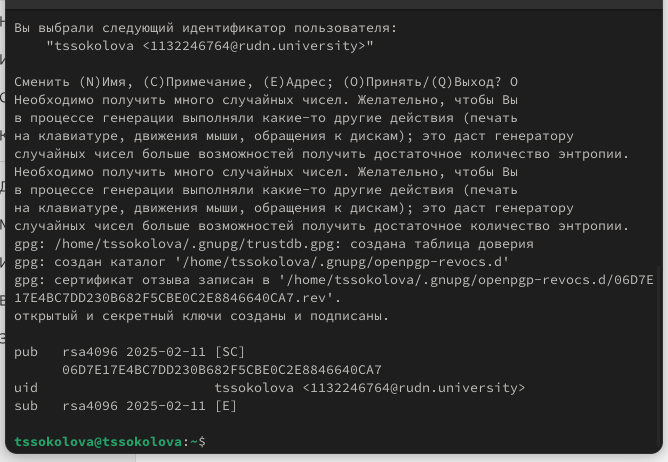 Вы выбрали следующий идентификатор пользователя:
    "tssokolova <1132246764@rudn.university>"

Сменить (N)Имя, (C)Примечание, (E)Адрес; (O)Принять/(Q)Выход? O
Необходимо получить много случайных чисел. Желательно, чтобы Вы
в процессе генерации выполняли какие-то другие действия (печать
на клавиатуре, движения мыши, обращения к дискам); это даст генератору
случайных чисел больше возможностей получить достаточное количество энтропии.
Необходимо получить много случайных чисел. Желательно, чтобы Вы
в процессе генерации выполняли какие-то другие действия (печать
на клавиатуре, движения мыши, обращения к дискам); это даст генератору
случайных чисел больше возможностей получить достаточное количество энтропии.
gpg: /home/tssokolova/.gnupg/trustdb.gpg: создана таблица доверия
gpg: создан каталог '/home/tssokolova/.gnupg/openpgp-revocs.d'
gpg: сертификат отзыва записан в '/home/tssokolova/.gnupg/openpgp-revocs.d/06D7E
17E4BC7DD230B682F5CBE0C2E8846640CA7.rev'.
открытый и секретный ключи созданы и подписаны.

pub   rsa4096 2025-02-11 [SC]
      06D7E17E4BC7DD230B682F5CBE0C2E8846640CA7
uid                      tssokolova <1132246764@rudn.university>
sub   rsa4096 2025-02-11 [E]

tssokolova@tssokolova:~$